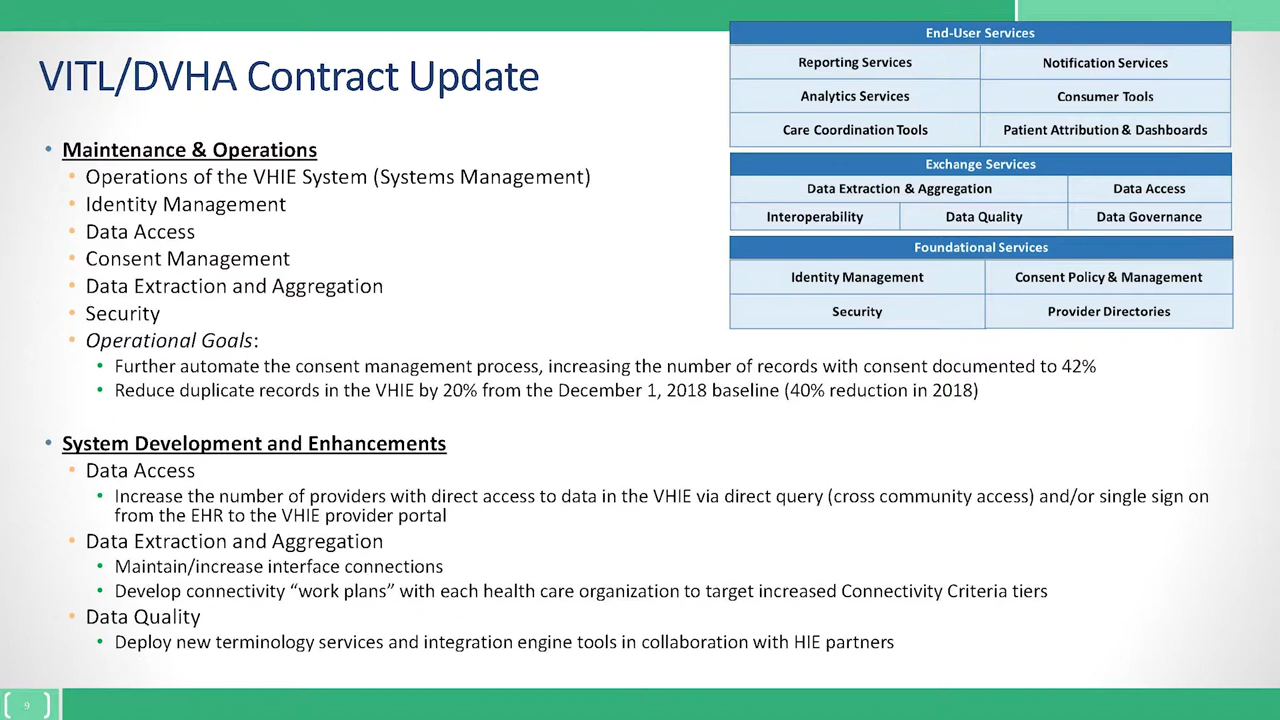 VITL/DVHA Contract Update
End-User Services
Reporting Services Notification Services
Analytics Services Consumer Tools
Care Coordination Tools Patient Attribution & Dashboards
Exchange Services
Data Extraction & Aggregation Data Access
Interoperability Data Quality Data Governance
Foundational Services
Identity Management Consent Policy & Management
Security Provider Directories
• Maintenance & Operations
• Operations of the VHIE System (Systems Management)
• Identity Management
• Data Access
• Consent Management
• Data Extraction and Aggregation
• Security
• Operational Goals:
• Further automate the consent management process, increasing the number of records with consent documented to 42%
• Reduce duplicate records in the VHIE by 20% from the December 1, 2018 baseline (40% reduction in 2018)
• System Development and Enhancements
• Data Access
• Increase the number of providers with direct access to data in the VHIE via direct query (cross community access) and/or single sign on
from the EHR to the VHIE provider portal
• Data Extraction and Aggregation
• Maintain/increase interface connections
• Develop connectivity “work plans” with each health care organization to target increased Connectivity Criteria tiers
• Data Quality
• Deploy new terminology services and integration engine tools in collaboration with HIE partners
9